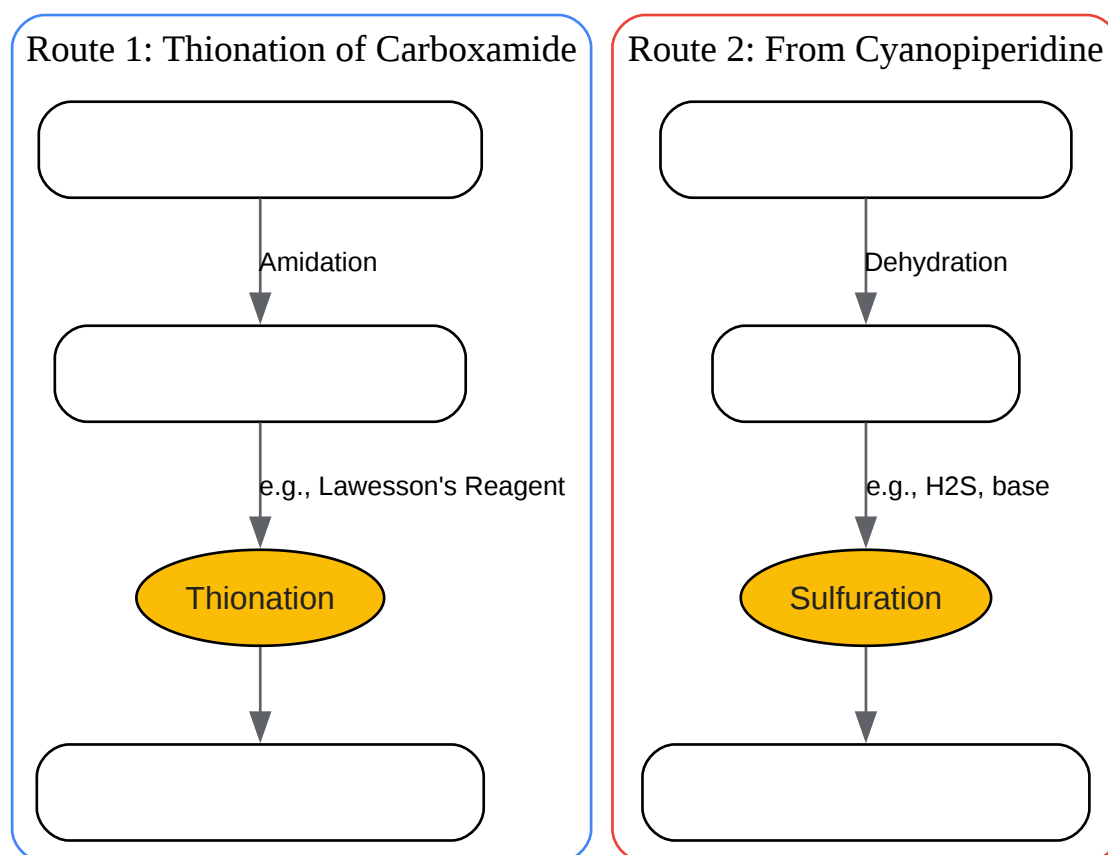 Route 1: Thionation of Carboxamide
Amidation
e.g., Lawesson's Reagent
Thionation
Route 2: From Cyanopiperidine
Dehydration
e.g., H2S, base
Sulfuration